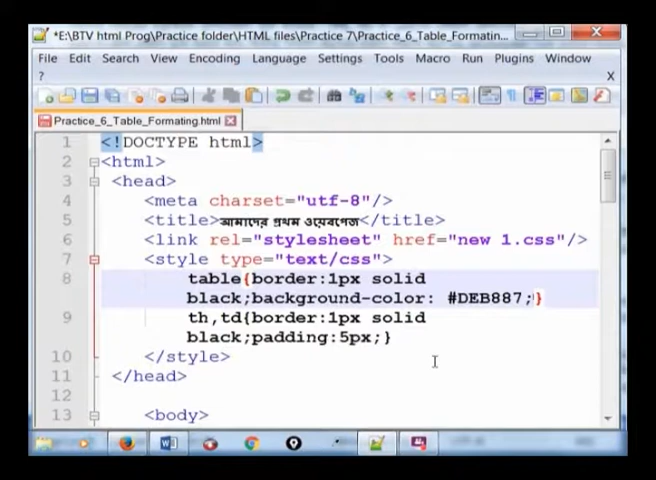 *E:\BTV html Prog\Practice folder\HTML files\Practice 7\Practice_6_Table_Formating....
File Edit Search View Encoding Language Settings Tools Macro Run Plugins Window
? X
Practice_6_Table_Formating.html
1 <!DOCTYPE html>
2 <html>
3 <head>
4 <meta charset="utf-8"/>
5 <title>আমাদের প্রথম ওয়েবপেজ</title>
6 <link rel="stylesheet" href="new 1.css"/>
7 <style type="text/css">
8 table{border:1px solid
black;background-color: #DEB887;}
9 th,td{border:1px solid
black;padding:5px;}
10 </style>
11 </head>
12
13 <body>